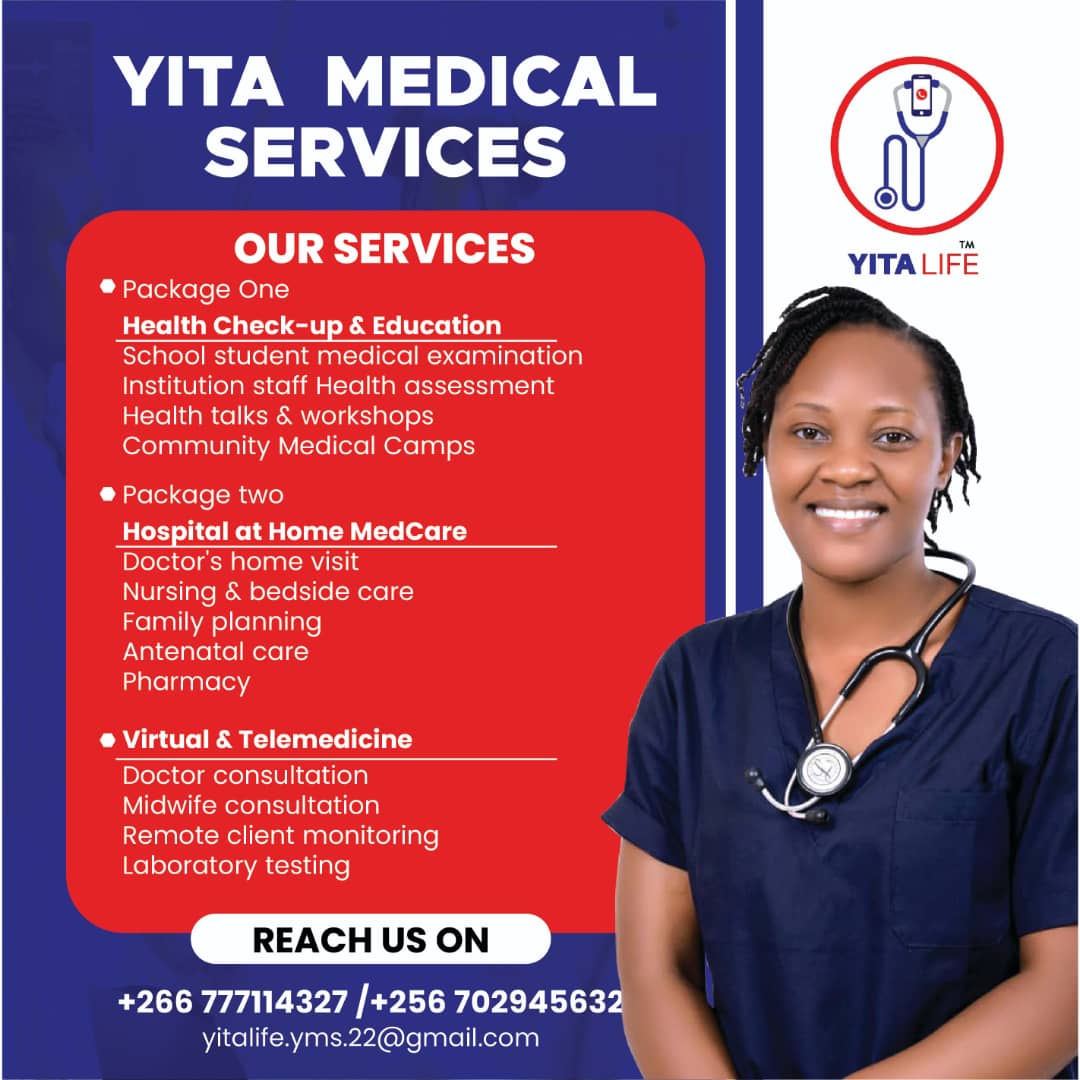 YITA MEDICAL
SERVICES
TM
YITA LIFE
OUR SERVICES
Package One
Health Check-up & Education
School student medical examination
Institution staff Health assessment
Health talks & workshops
Community Medical Camps
Package two
Hospital at Home MedCare
Doctor's home visit
Nursing & bedside care
Family planning
Antenatal care
Pharmacy
Virtual & Telemedicine
Doctor consultation
Midwife consultation
Remote client monitoring
Laboratory testing
REACH US ON
+266 777114327 /+256 702945632
yitalife.yms.22@gmail.com